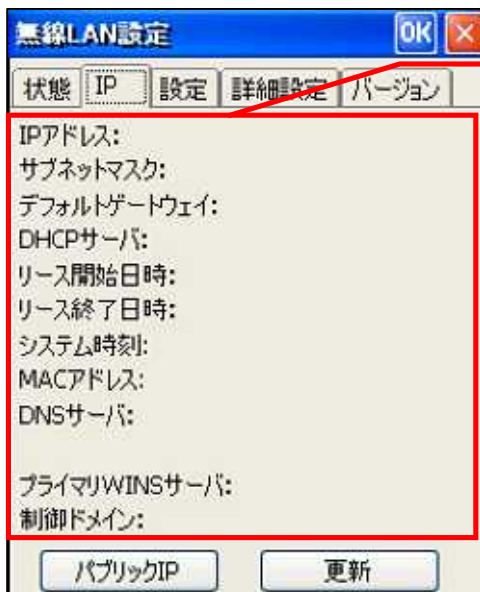 無線LAN設定 OK
状態 IP 設定 詳細設定 バージョン
IPアドレス:
サブネットマスク:
デフォルトゲートウェイ:
DHCPサーバ:
リース開始日時:
リース終了日時:
システム時刻:
MACアドレス:
DNSサーバ:
プライマリWINSサーバ:
制御ドメイン:
パブリックIP 更新